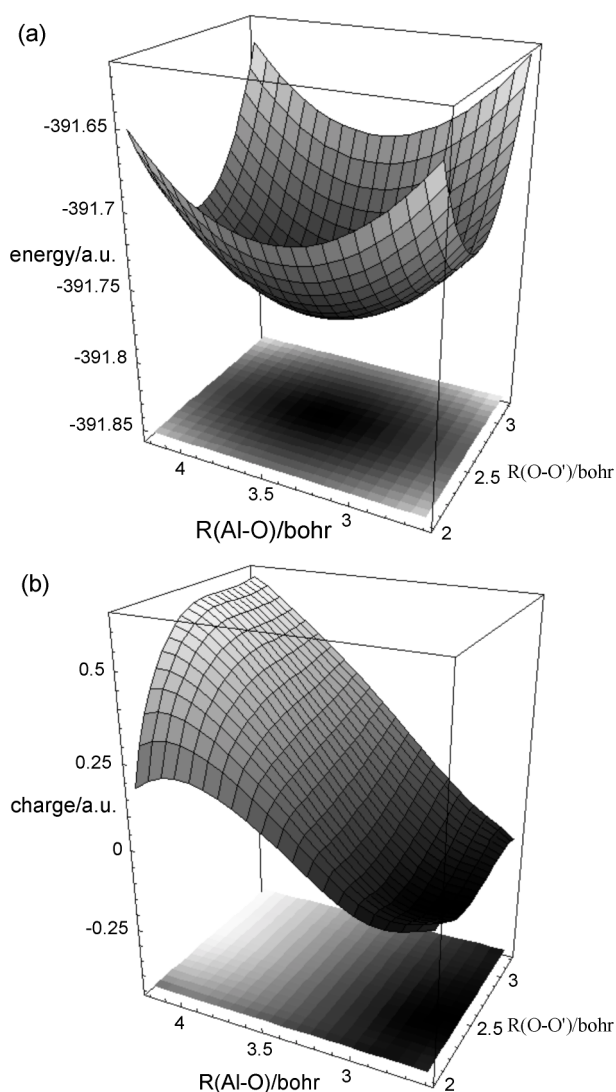 (a)
-391.65
-391.7
energy/a.u.
-391.75
-391.8
-391.85
4
3.5
3
2
2.5
3
R(Al-O)/bohr
R(O-O')/bohr
(b)
0.5
0.25
charge/a.u.
0
-0.25
4
3.5
3
2
2.5
3
R(Al-O)/bohr
R(O-O')/bohr